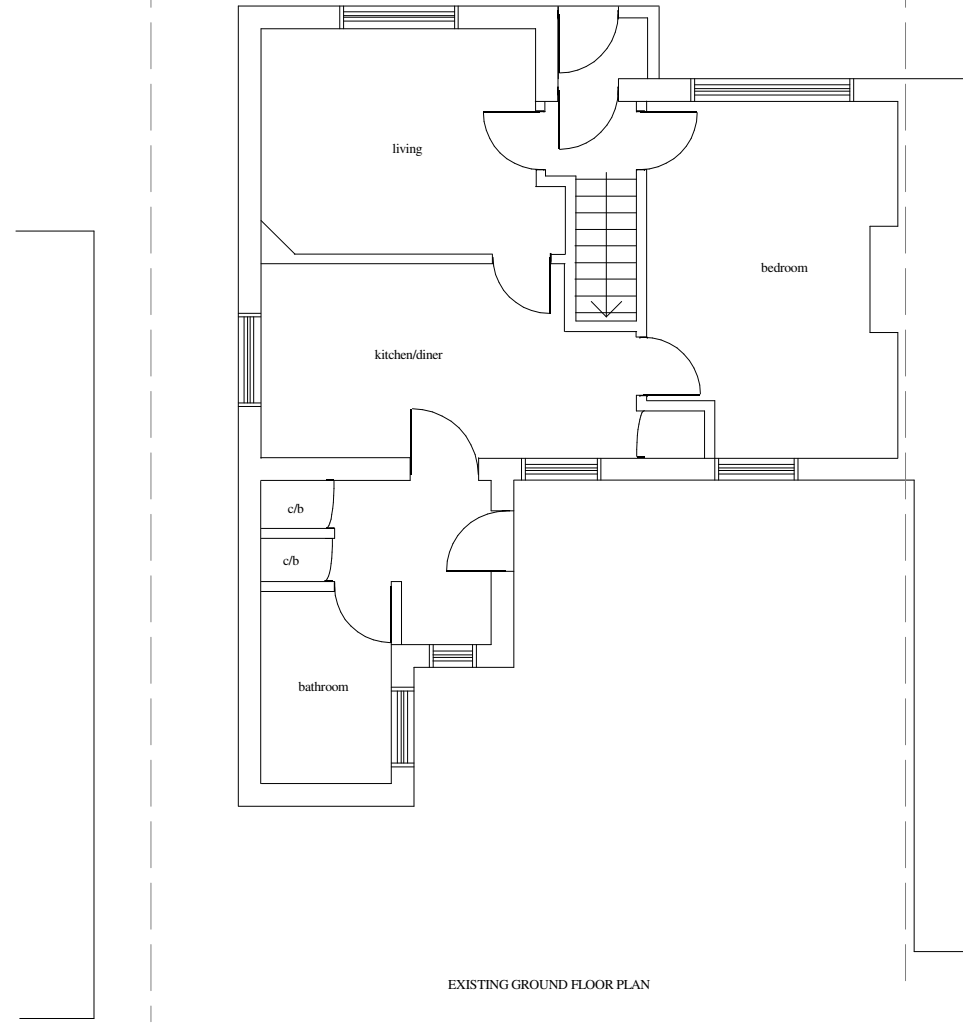 living
bedroom
kitchen/diner
c/b
c/b
bathroom
EXISTING GROUND FLOOR PLAN